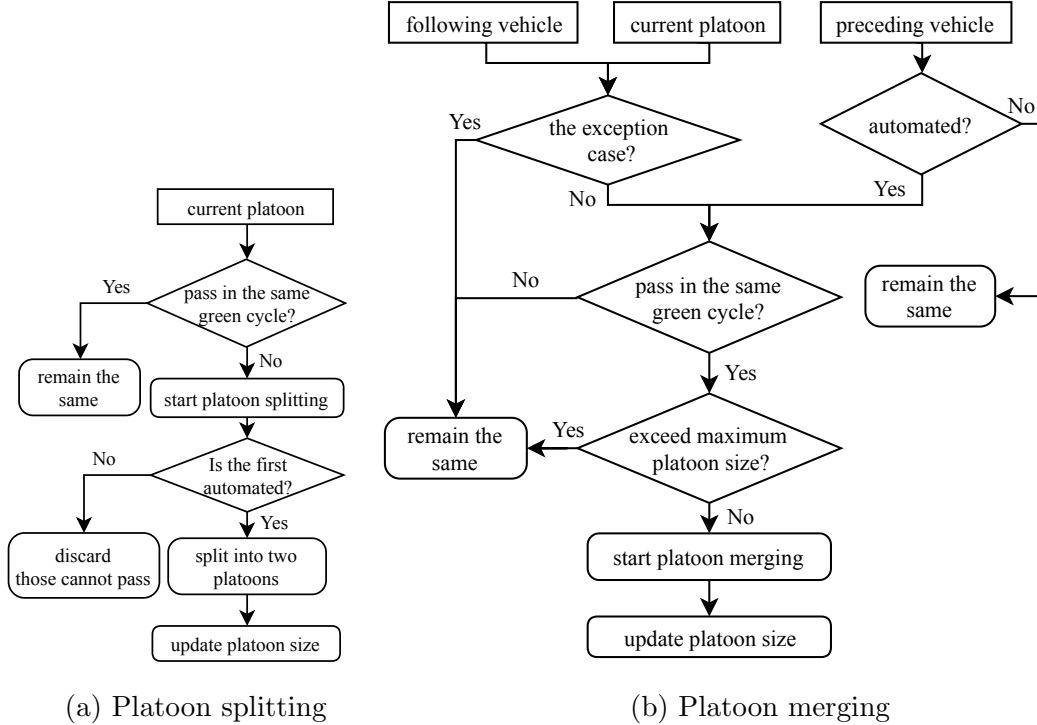 current platoon
Yes
pass in the same
green cycle?
No
remain the
same
start platoon splitting
No
Is the first
automated?
Yes
discard
those cannot pass
split into two
platoons
update platoon size
(a) Platoon splitting
following vehicle
current platoon
preceding vehicle
Yes
the exception
case?
No
automated?
No
Yes
No
pass in the same
green cycle?
remain the
same
Yes
remain the
same
Yes
exceed maximum
platoon size?
No
start platoon merging
update platoon size
(b) Platoon merging